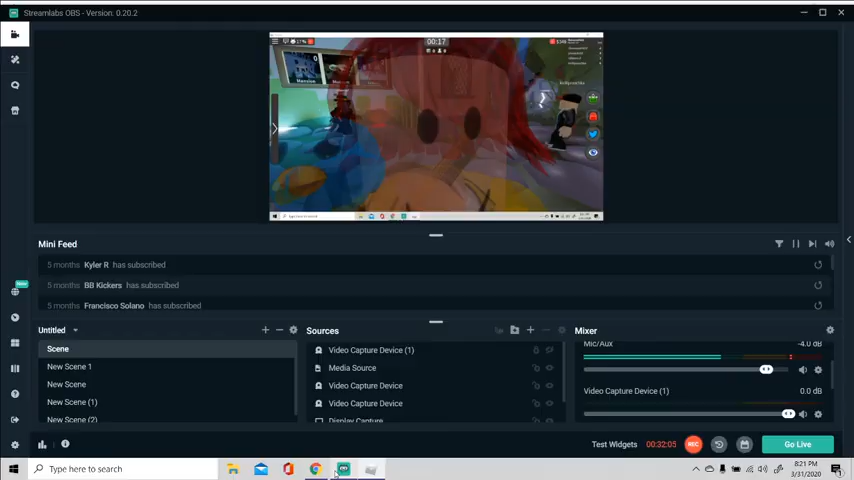 Streamlabs OBS - Version: 0.20.2
00:17
Mansion
Mini Feed
5 months Kyler R has subscribed
5 months BB Kickers has subscribed
5 months Francisco Solano has subscribed
Untitled
Sources
Mixer
Scene
New Scene 1
New Scene
New Scene (1)
New Scene (2)
Video Capture Device (1)
Media Source
Video Capture Device
Video Capture Device
Display Capture
Mic/Aux -4.0 dB
Video Capture Device (1) 0.0 dB
Test Widgets 00:32:05 REC Go Live
Type here to search
8:21 PM
3/31/2020